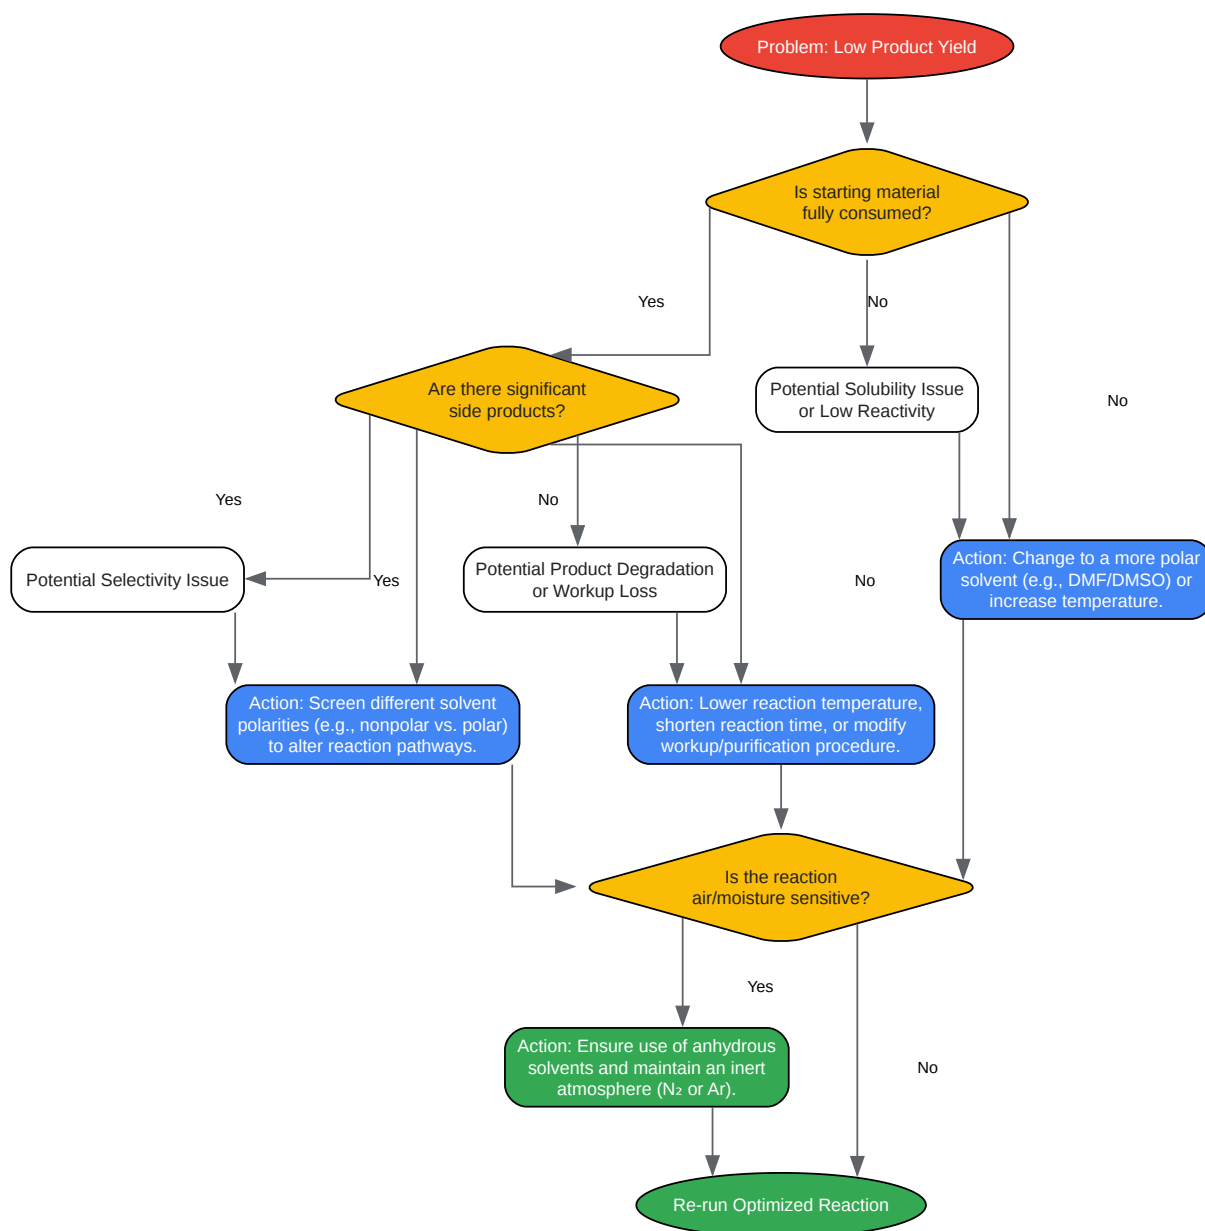 Problem: Low Product Yield
Is starting material
fully consumed?
Yes
No
No
Are there significant
side products?
Potential Solubility Issue
or Low Reactivity
Yes
Yes
No
No
Potential Selectivity Issue
Potential Product Degradation
or Workup Loss
Action: Change to a more polar
solvent (e.g., DMF/DMSO) or
increase temperature.
Action: Screen different solvent
polarities (e.g., nonpolar vs. polar)
to alter reaction pathways.
Action: Lower reaction temperature,
shorten reaction time, or modify
workup/purification procedure.
Is the reaction
air/moisture sensitive?
Yes
No
Action: Ensure use of anhydrous
solvents and maintain an inert
atmosphere (N₂ or Ar).
Re-run Optimized Reaction